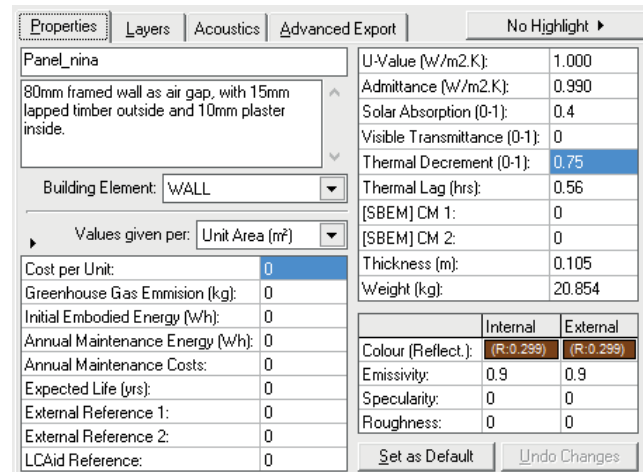 Properties Layers Acoustics Advanced Export
No Highlight
Panel_nina
80mm framed wall as air gap, with 15mm
lapped timber outside and 10mm plaster
inside.
Building Element: WALL
Values given per: Unit Area (m²)
Cost per Unit: 0
Greenhouse Gas Emmision (kg): 0
Initial Embodied Energy (Wh): 0
Annual Maintenance Energy (Wh): 0
Annual Maintenance Costs: 0
Expected Life (yrs): 0
External Reference 1: 0
External Reference 2: 0
LCAid Reference: 0
U-Value (W/m2.K): 1.000
Admittance (W/m2.K): 0.990
Solar Absorption (0-1): 0.4
Visible Transmittance (0-1): 0
Thermal Decrement (0-1): 0.75
Thermal Lag (hrs): 0.56
[SBEM] CM 1: 0
[SBEM] CM 2: 0
Thickness (m): 0.105
Weight (kg): 20.854
Internal External
Colour (Reflect.): (R:0.299) (R:0.299)
Emissivity: 0.9 0.9
Specularity: 0 0
Roughness: 0 0
Set as Default Undo Changes